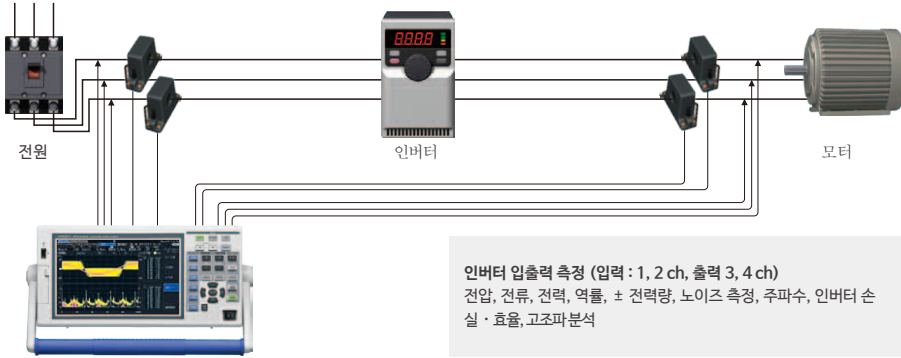 8.8.8.8
전원
인버터
모터
인버터 입출력 측정 (입력 : 1, 2 ch, 출력 3, 4 ch)
전압, 전류, 전력, 역률, ± 전력량, 노이즈 측정, 주파수, 인버터 손
실 · 효율, 고조파 분석